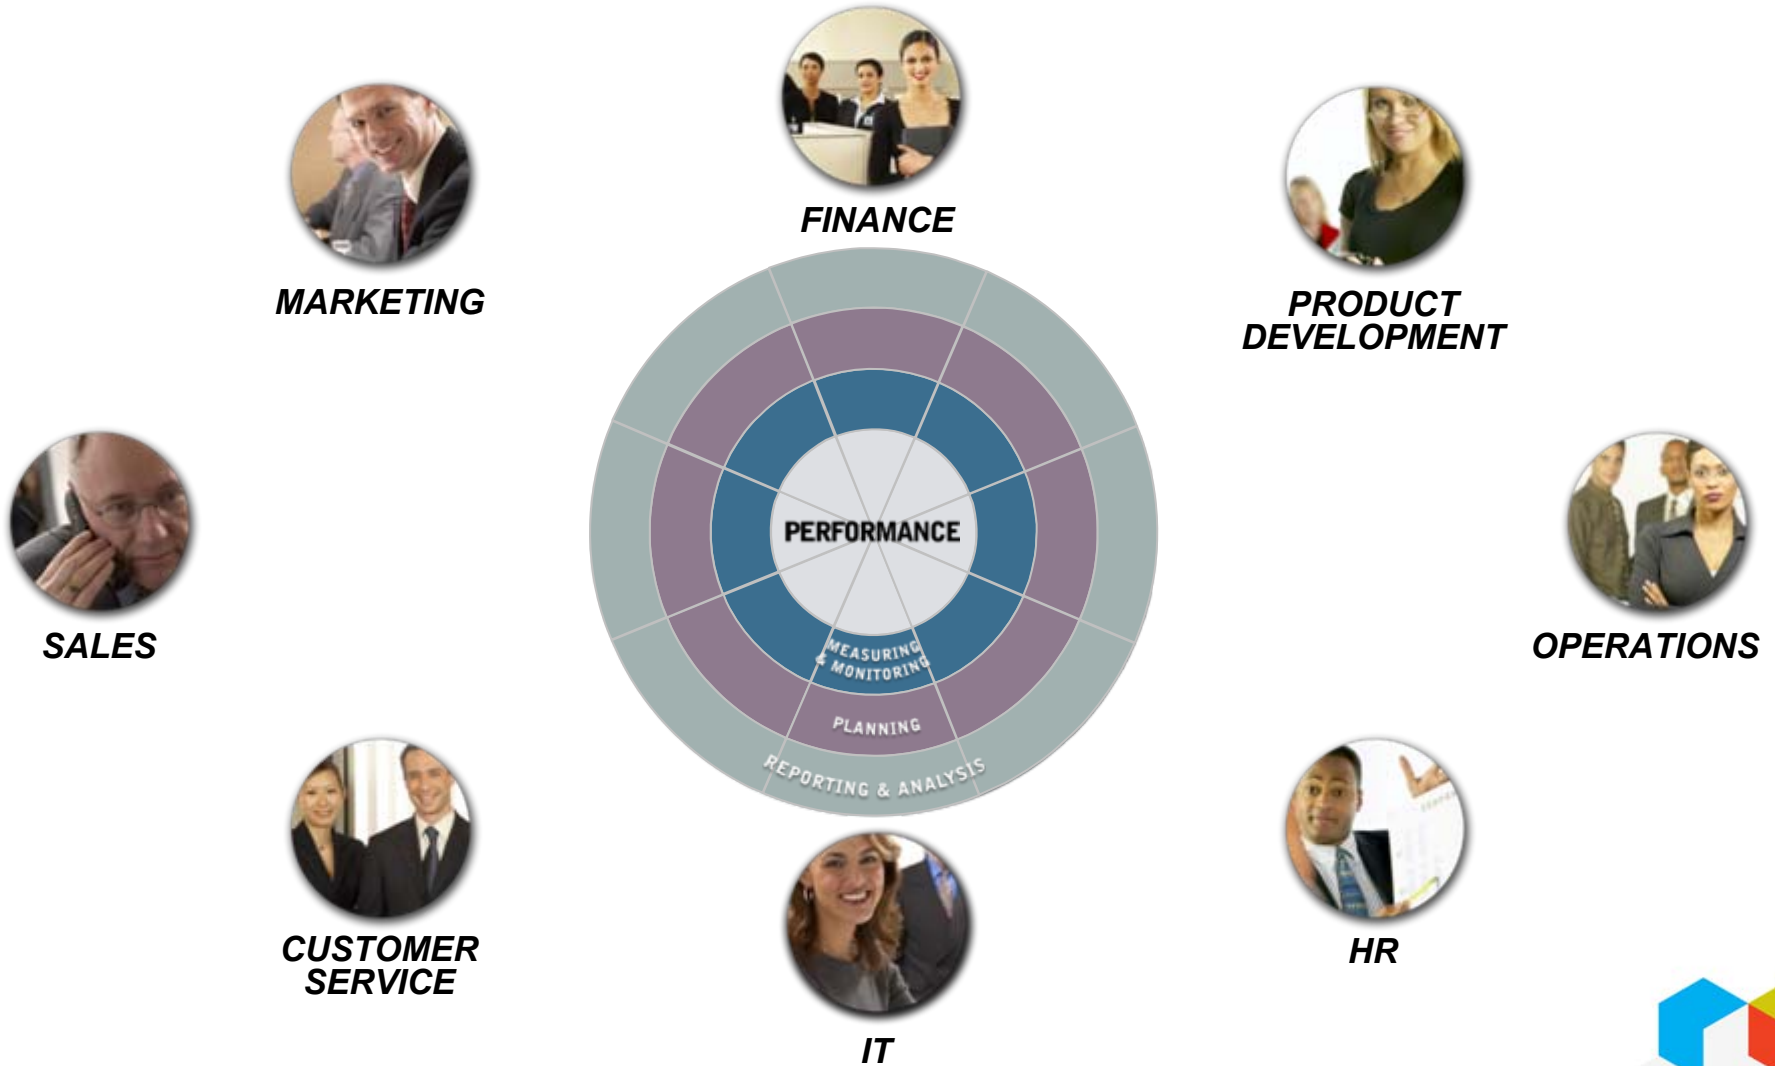 FINANCE
MARKETING
PRODUCT
DEVELOPMENT
PERFORMANCE
SALES
OPERATIONS
MEASURING
& MONITORING
PLANNING
REPORTING & ANALYSIS
CUSTOMER
SERVICE
HR
IT